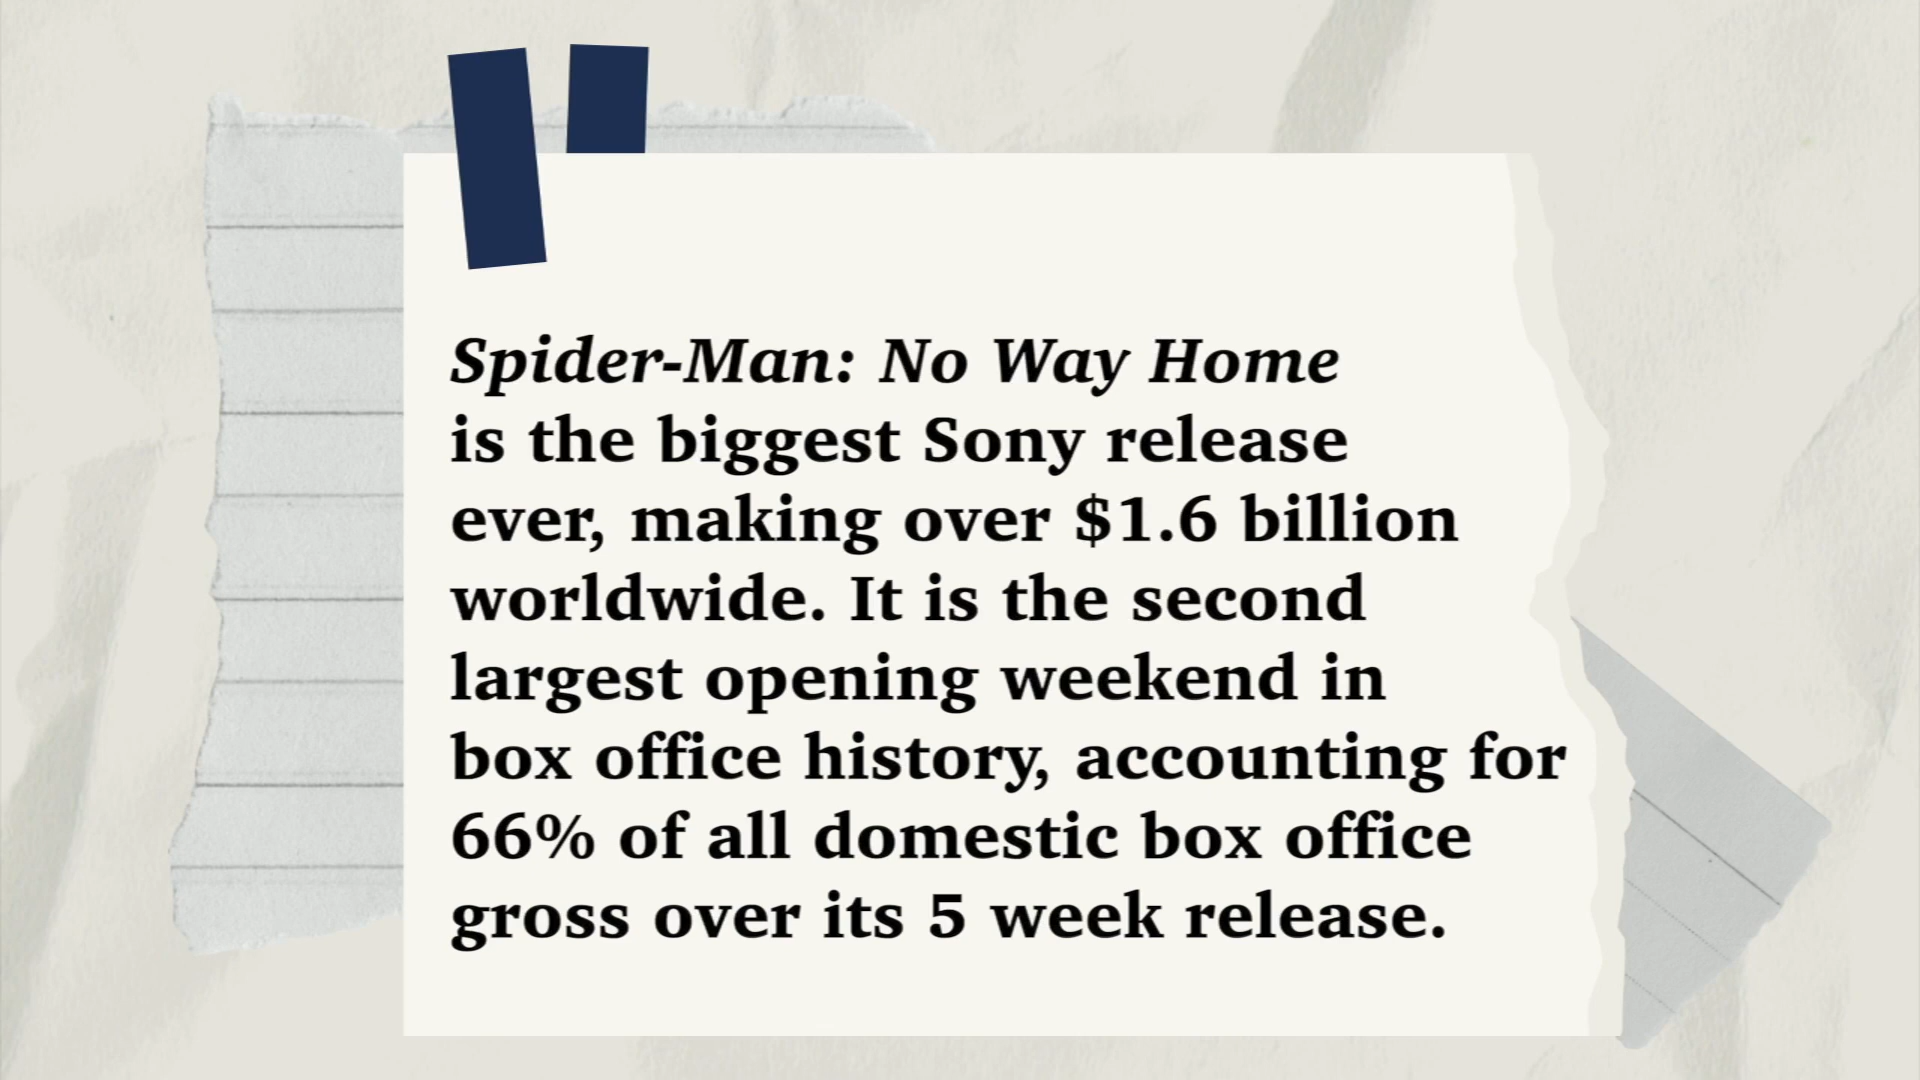 Spider-Man: No Way Home
is the biggest Sony release
ever, making over $1.6 billion
worldwide. It is the second
largest opening weekend in
box office history, accounting for
66% of all domestic box office
gross over its 5 week release.